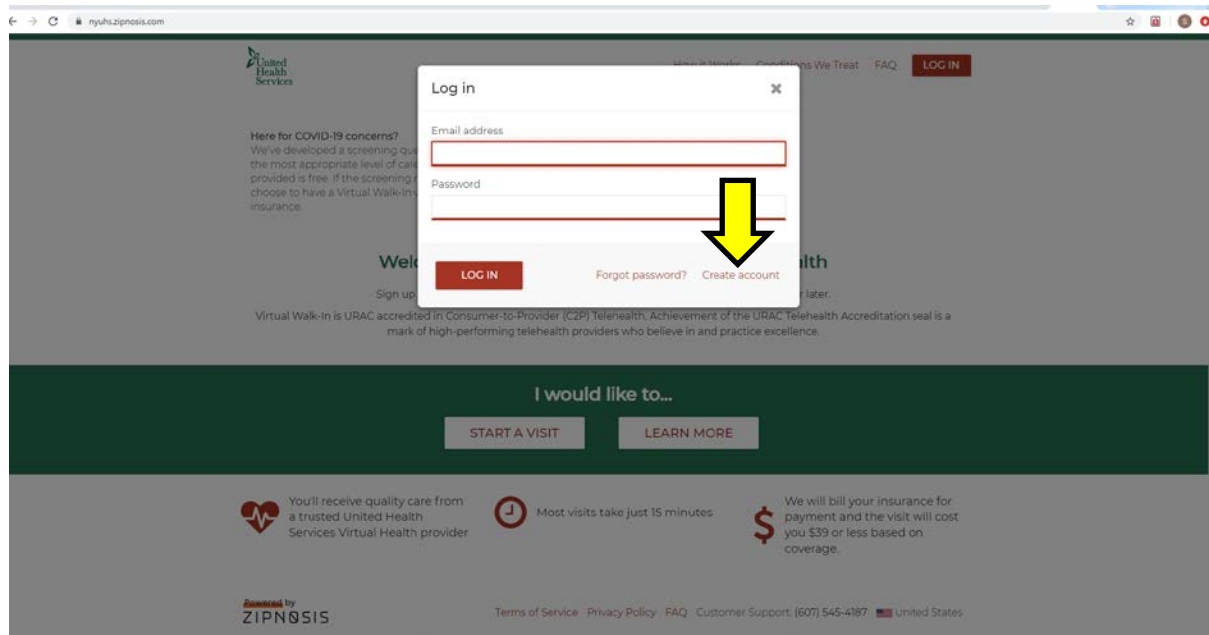 nyuhs.zipnosis.com
United
Health
Services
How it Works Conditions We Treat FAQ LOG IN
Log in
Here for COVID-19 concerns?
We've developed a screening que
the most appropriate level of care
provided is free. If the screening r
choose to have a Virtual Walk-In v
insurance.
Email address
Password
LOG IN Forgot password? Create account
Welc alth
Sign up r later.
Virtual Walk-In is URAC accredited in Consumer-to-Provider (C2P) Telehealth. Achievement of the URAC Telehealth Accreditation seal is a
mark of high-performing telehealth providers who believe in and practice excellence.
I would like to...
START A VISIT LEARN MORE
You'll receive quality care from
a trusted United Health
Services Virtual Health provider
Most visits take just 15 minutes
We will bill your insurance for
payment and the visit will cost
you $39 or less based on
coverage.
Powered by
ZIPNOSIS
Terms of Service Privacy Policy FAQ Customer Support: (607) 545-4187 United States